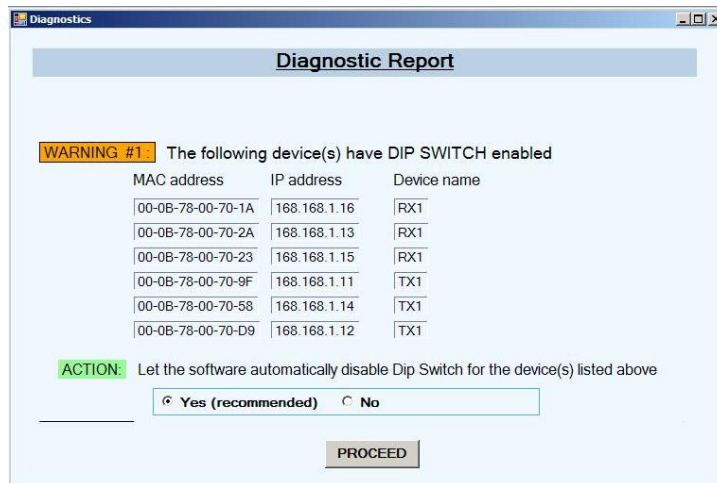 Diagnostics
Diagnostic Report
WARNING #1: The following device(s) have DIP SWITCH enabled
MAC address IP address Device name
00-0B-78-00-70-1A 168.168.1.16 RX1
00-0B-78-00-70-2A 168.168.1.13 RX1
00-0B-78-00-70-23 168.168.1.15 RX1
00-0B-78-00-70-9F 168.168.1.11 TX1
00-0B-78-00-70-58 168.168.1.14 TX1
00-0B-78-00-70-D9 168.168.1.12 TX1
ACTION: Let the software automatically disable Dip Switch for the device(s) listed above
Yes (recommended) No
PROCEED